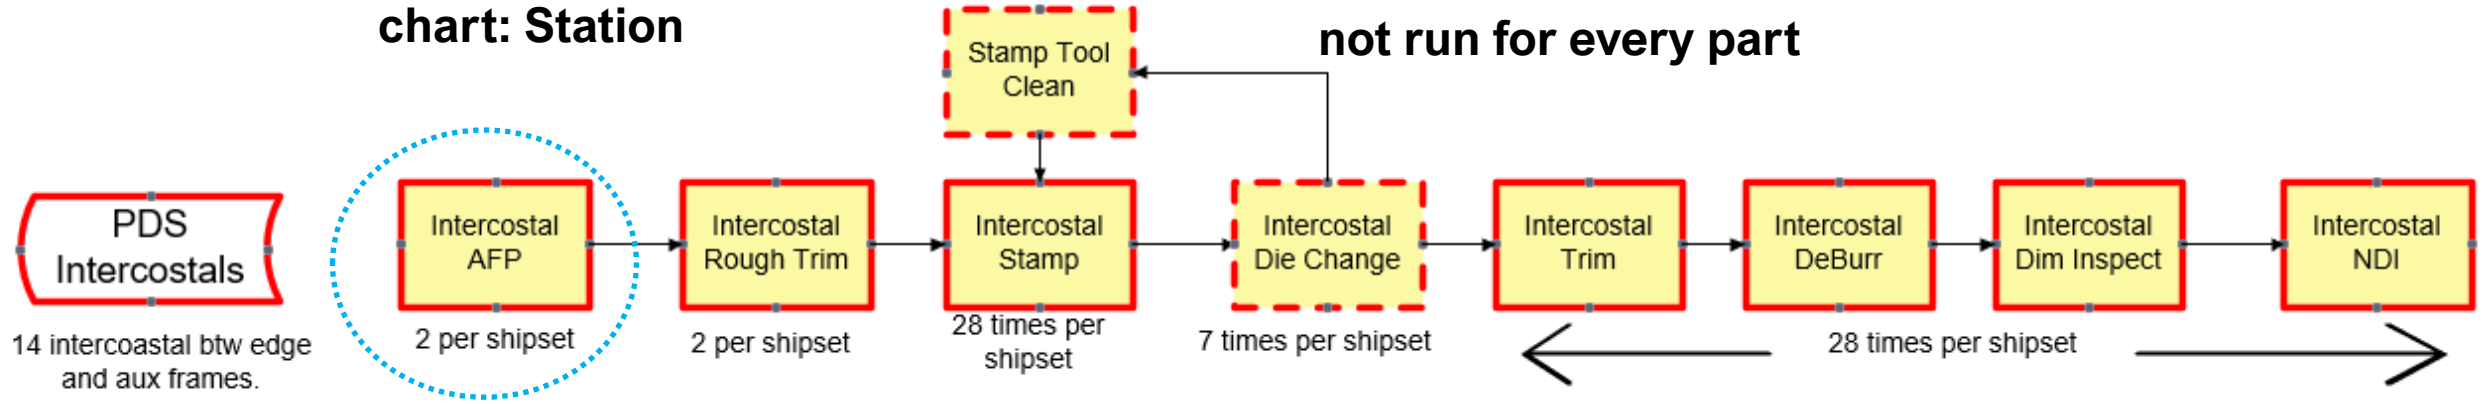 chart: Station
not run for every part
Stamp Tool
Clean
PDS
Intercostals
14 intercoastal btw edge
and aux frames.
Intercostal
AFP
2 per shipset
Intercostal
Rough Trim
2 per shipset
Intercostal
Stamp
28 times per
shipset
Intercostal
Die Change
7 times per shipset
Intercostal
Trim
Intercostal
DeBurr
Intercostal
Dim Inspect
Intercostal
NDI
28 times per shipset